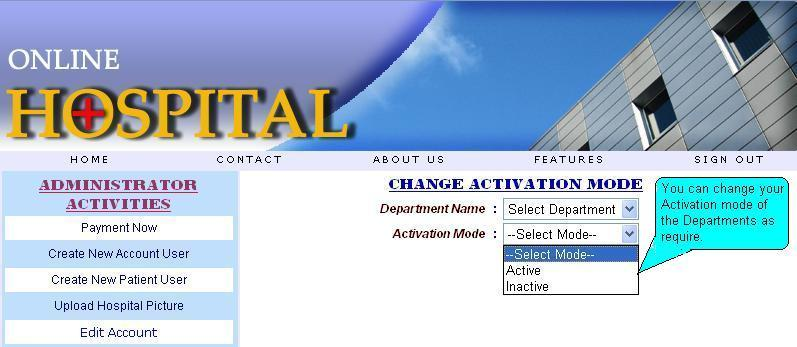 ONLINE
HOSPITAL
HOME CONTACT ABOUT US FEATURES SIGN OUT
ADMINISTRATOR
ACTIVITIES
Payment Now
Create New Account User
Create New Patient User
Upload Hospital Picture
Edit Account
CHANGE ACTIVATION MODE
Department Name : Select Department
Activation Mode : --Select Mode--
--Select Mode--
Active
Inactive
You can change your
Activation mode of
the Departments as
require.